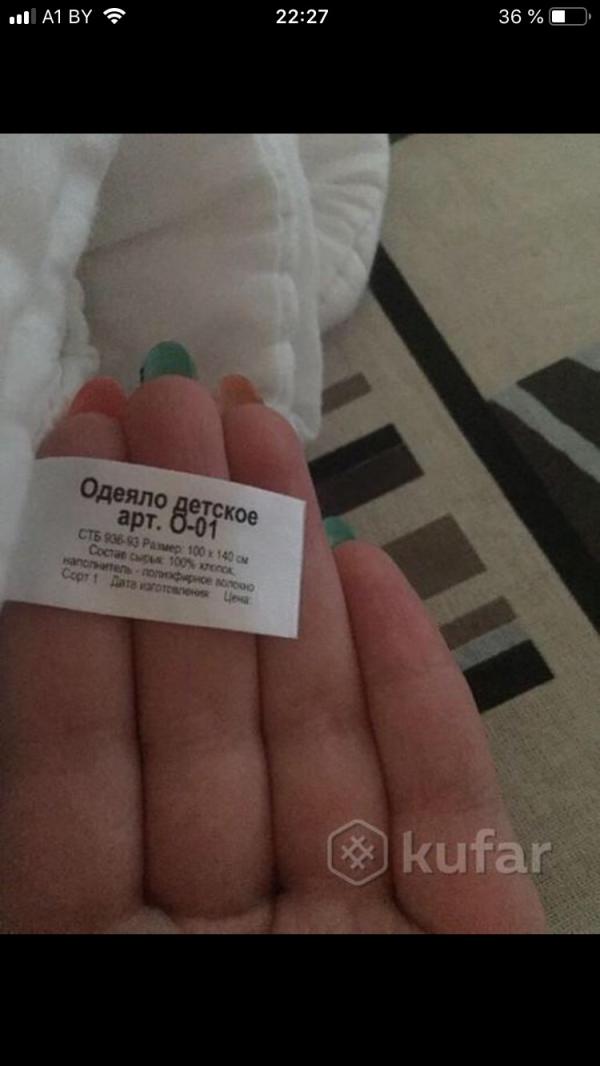 A1 BY
22:27
36 %
Одеяло детское
арт. О-01
СТБ 936-93 Размер: 100 х 140 см
Состав сырья: 100% хлопок,
наполнитель - полиэфирное волокно
Сорт 1 Дата изготовления Цена:
kufar